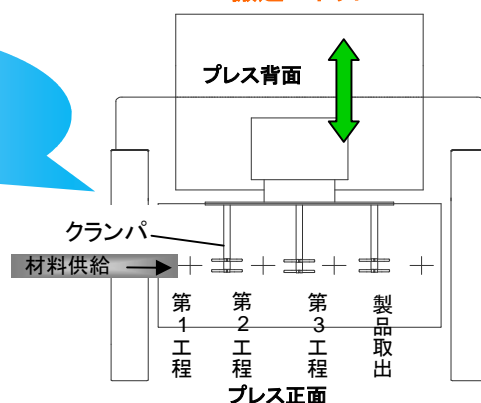 プレス背面
クランパ
材料供給
第1工程
第2工程
第3工程
製品取出
プレス正面